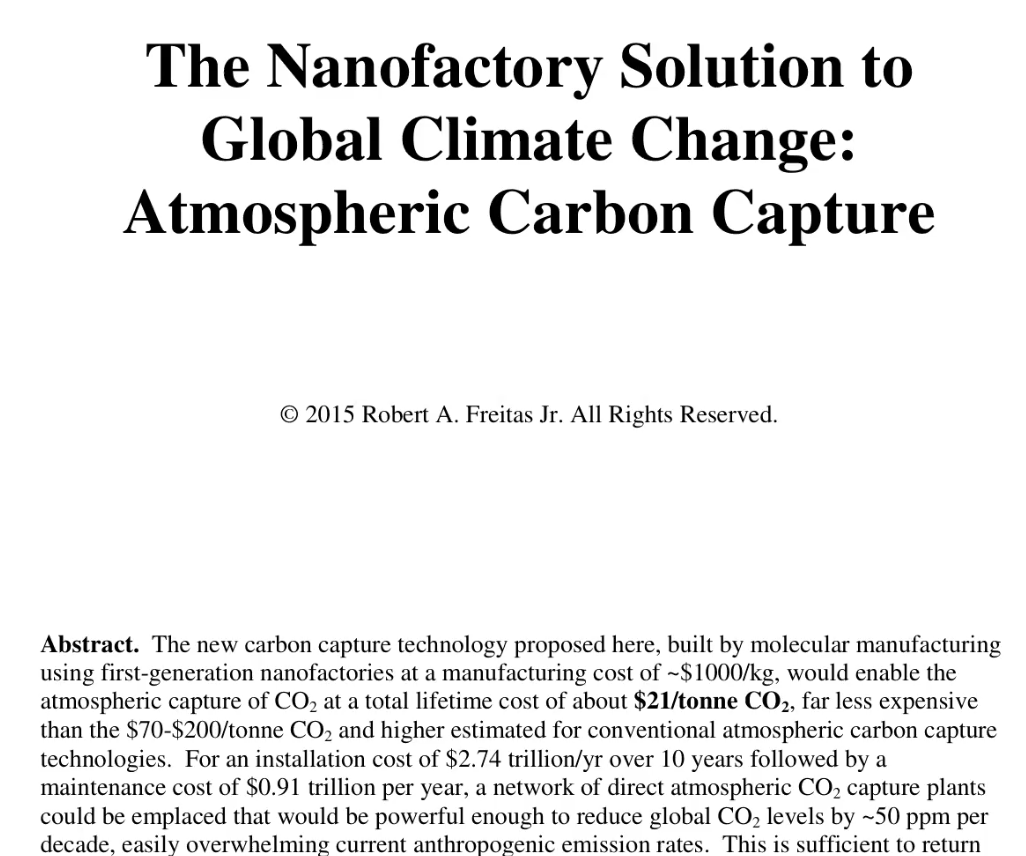 The Nanofactory Solution to
Global Climate Change:
Atmospheric Carbon Capture
© 2015 Robert A. Freitas Jr. All Rights Reserved.
Abstract.  The new carbon capture technology proposed here, built by molecular manufacturing
using first-generation nanofactories at a manufacturing cost of ~$1000/kg, would enable the
atmospheric capture of CO₂ at a total lifetime cost of about $21/tonne CO₂, far less expensive
than the $70-$200/tonne CO₂ and higher estimated for conventional atmospheric carbon capture
technologies.  For an installation cost of $2.74 trillion/yr over 10 years followed by a
maintenance cost of $0.91 trillion per year, a network of direct atmospheric CO₂ capture plants
could be emplaced that would be powerful enough to reduce global CO₂ levels by ~50 ppm per
decade, easily overwhelming current anthropogenic emission rates.  This is sufficient to return